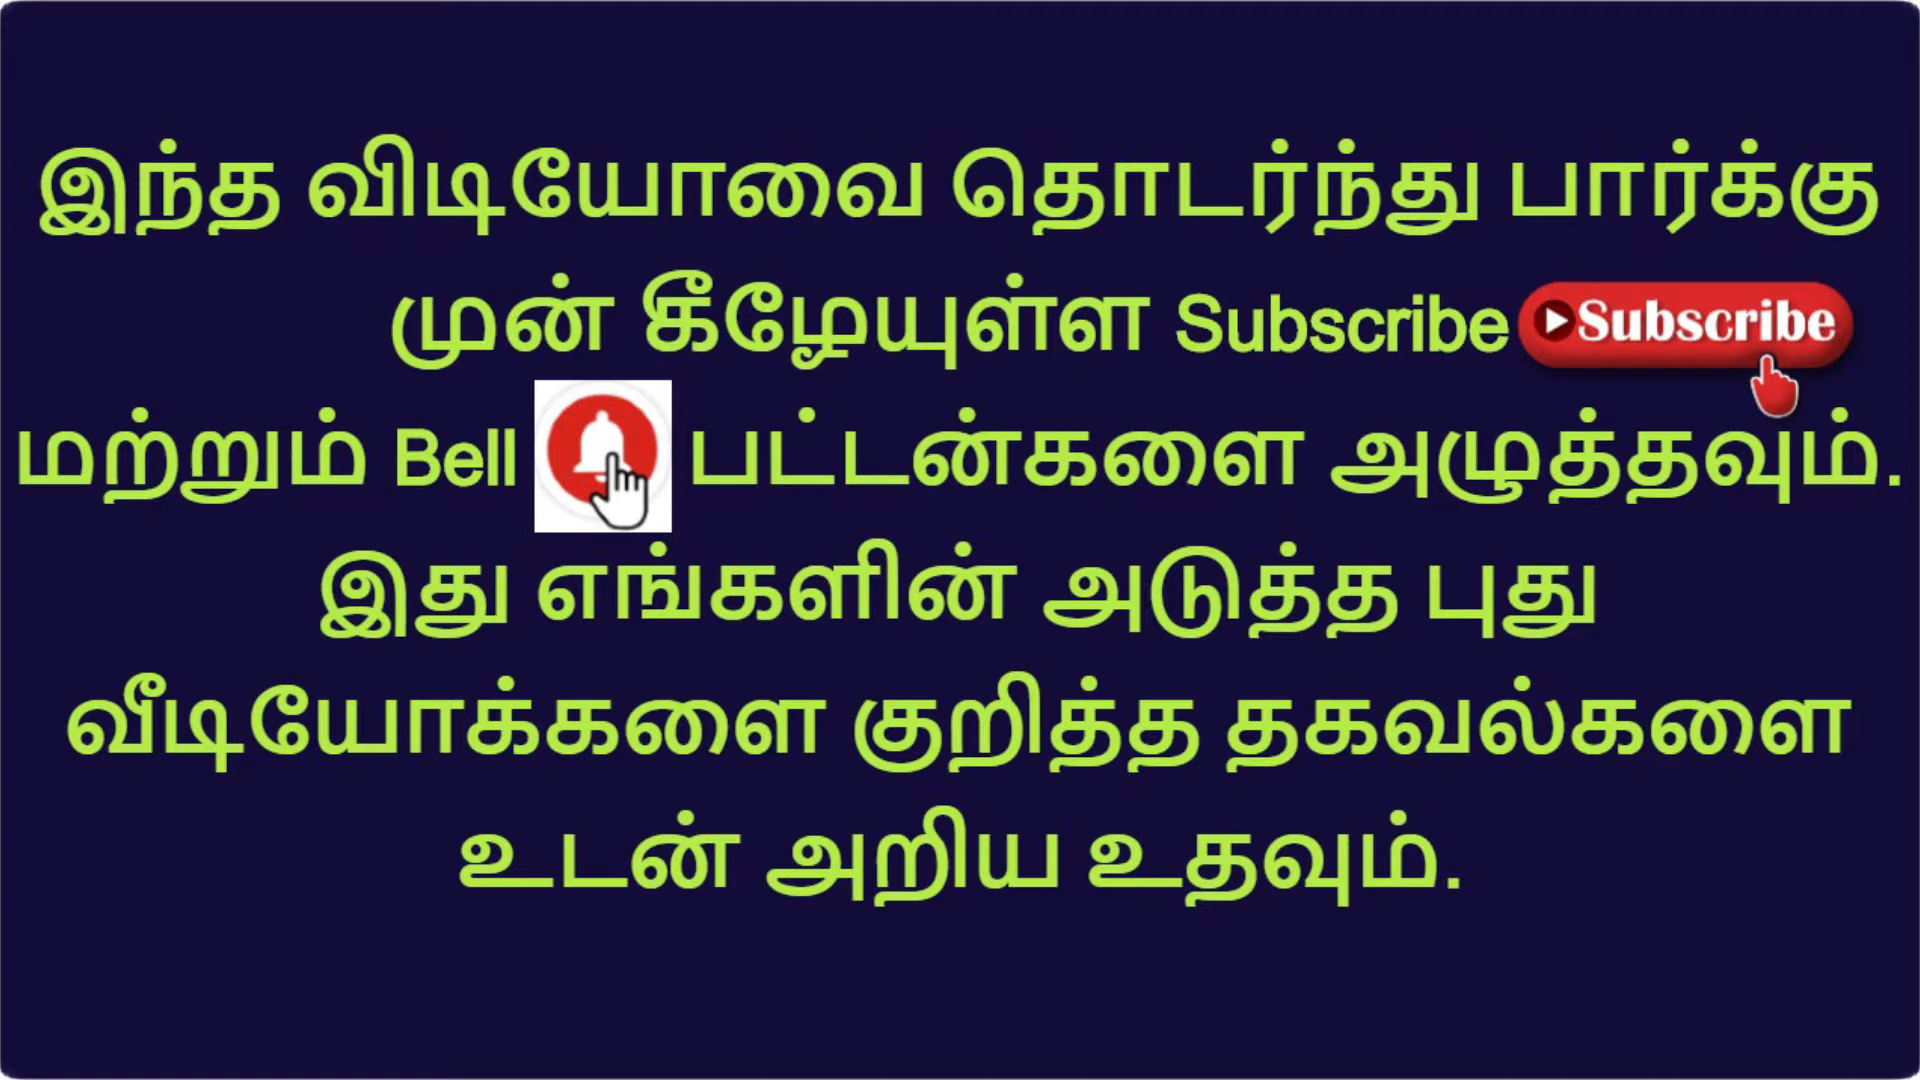 இந்த விடியோவை தொடர்ந்து பார்க்கு
முன் கீழேயுள்ள Subscribe Subscribe
மற்றும் Bell பட்டன்களை அழுத்தவும்.
இது எங்களின் அடுத்த புது
வீடியோக்களை குறித்த தகவல்களை
உடன் அறிய உதவும்.